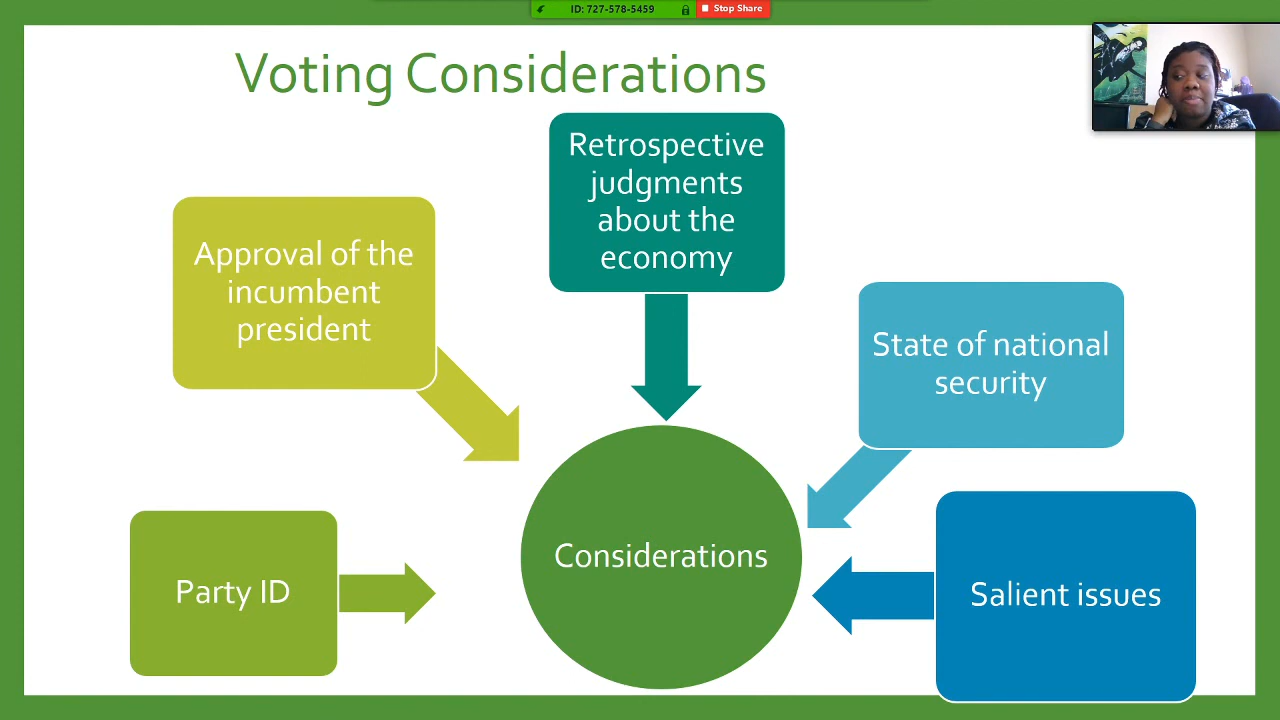 ID: 727-578-5459
Stop Share
Voting Considerations
Retrospective
judgments
about the
economy
Approval of the
incumbent
president
State of national
security
Party ID
Considerations
Salient issues